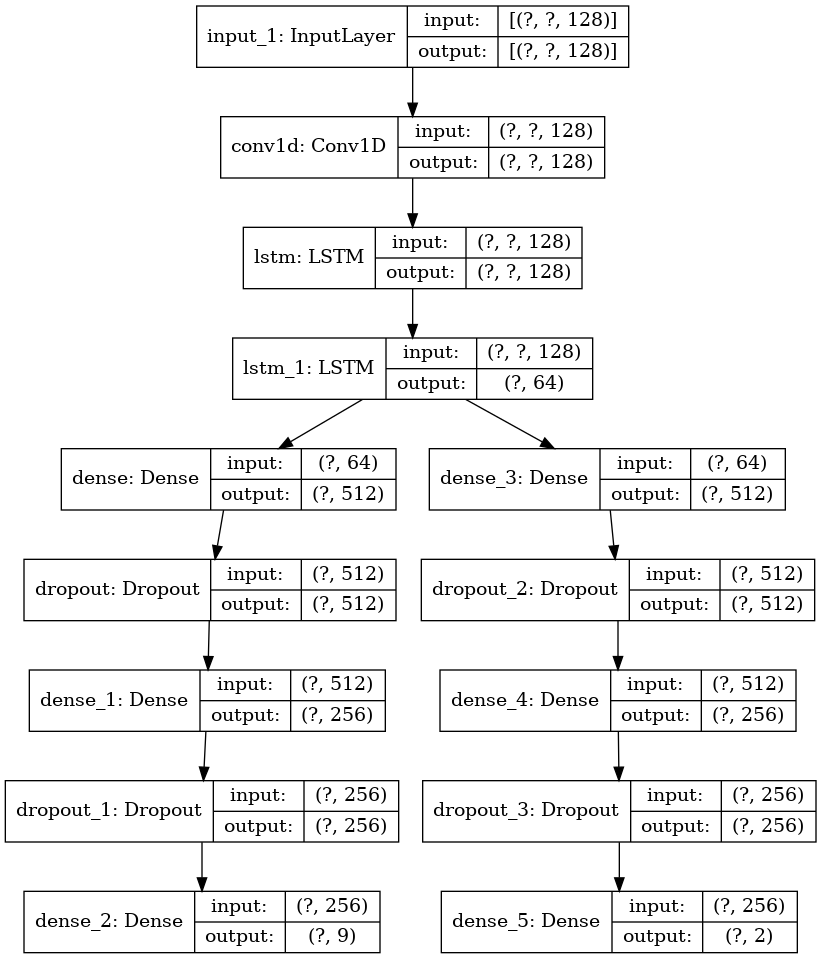 input_1: InputLayer
input: [(?, ?, 128)]
output: [(?, ?, 128)]
conv1d: Conv1D
input: (?, ?, 128)
output: (?, ?, 128)
lstm: LSTM
input: (?, ?, 128)
output: (?, ?, 128)
lstm_1: LSTM
input: (?, ?, 128)
output: (?, 64)
dense: Dense
input: (?, 64)
output: (?, 512)
dense_3: Dense
input: (?, 64)
output: (?, 512)
dropout: Dropout
input: (?, 512)
output: (?, 512)
dropout_2: Dropout
input: (?, 512)
output: (?, 512)
dense_1: Dense
input: (?, 512)
output: (?, 256)
dense_4: Dense
input: (?, 512)
output: (?, 256)
dropout_1: Dropout
input: (?, 256)
output: (?, 256)
dropout_3: Dropout
input: (?, 256)
output: (?, 256)
dense_2: Dense
input: (?, 256)
output: (?, 9)
dense_5: Dense
input: (?, 256)
output: (?, 2)